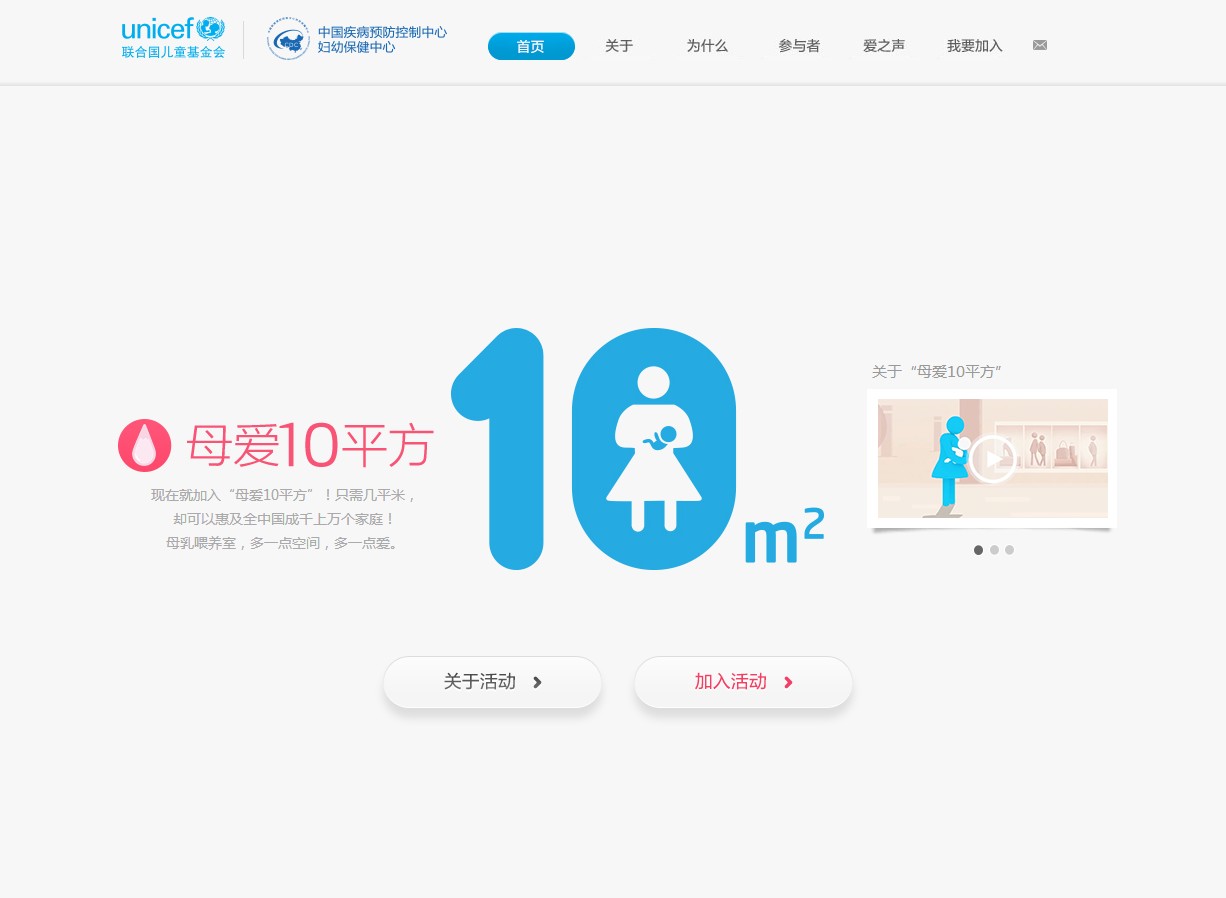 unicef
联合国儿童基金会
CDC
中国疾病预防控制中心
妇幼保健中心
首页
关于
为什么
参与者
爱之声
我要加入
母爱10平方
现在就加入“母爱10平方”！只需几平米，
却可以惠及全中国成千上万个家庭！
母乳喂养室，多一点空间，多一点爱。
10 m²
关于“母爱10平方”
关于活动
加入活动